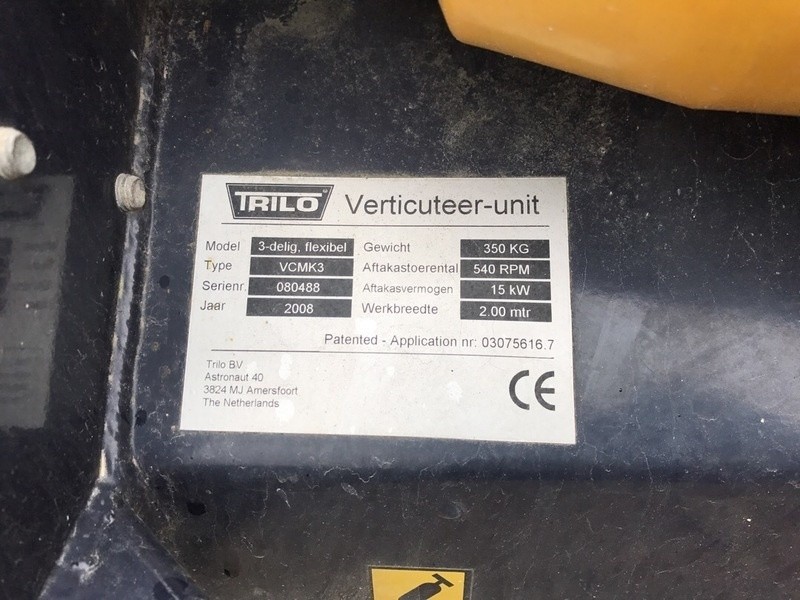 TRILO® Verticuteer-unit
Model 3-delig, flexibel Gewicht 350 KG
Type VCMK3 Aftakastoerental 540 RPM
Serienr. 080488 Aftakasvermogen 15 kW
Jaar 2008 Werkbreedte 2.00 mtr
Patented - Application nr: 03075616.7
Trilo BV
Astronaut 40
3824 MJ Amersfoort
The Netherlands
CE